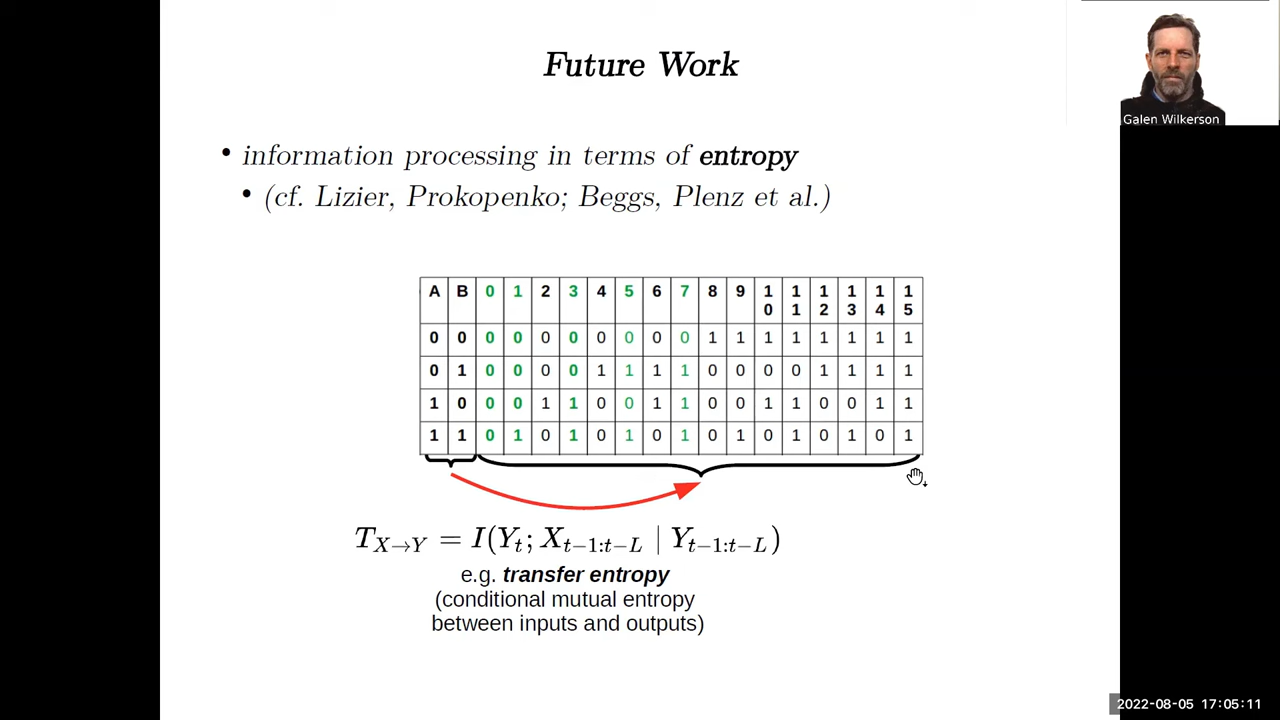 Future Work
Galen Wilkerson
• information processing in terms of entropy
• (cf. Lizier, Prokopenko; Beggs, Plenz et al.)
A B 0 1 2 3 4 5 6 7 8 9 10 11 12 13 14 15
0 0 0 0 0 0 0 0 0 0 1 1 1 1 1 1 1 1
0 1 0 0 0 0 1 1 1 1 0 0 0 0 1 1 1 1
1 0 0 0 1 1 0 0 1 1 0 0 1 1 0 0 1 1
1 1 0 1 0 1 0 1 0 1 0 1 0 1 0 1 0 1
T_{X→Y} = I(Y_t; X_{t−1:t−L} | Y_{t−1:t−L})
e.g. transfer entropy
(conditional mutual entropy
between inputs and outputs)
2022-08-05 17:05:11